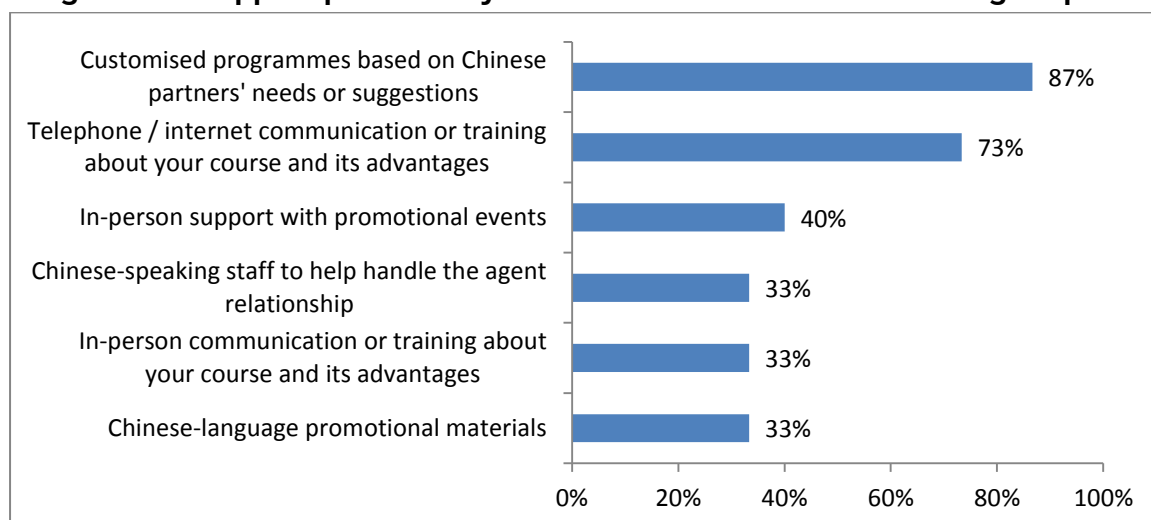 Customised programmes based on Chinese
partners' needs or suggestions
87%
Telephone / internet communication or training
about your course and its advantages
73%
In-person support with promotional events
40%
Chinese-speaking staff to help handle the agent
relationship
33%
In-person communication or training about
your course and its advantages
33%
Chinese-language promotional materials
33%
0% 20% 40% 60% 80% 100%